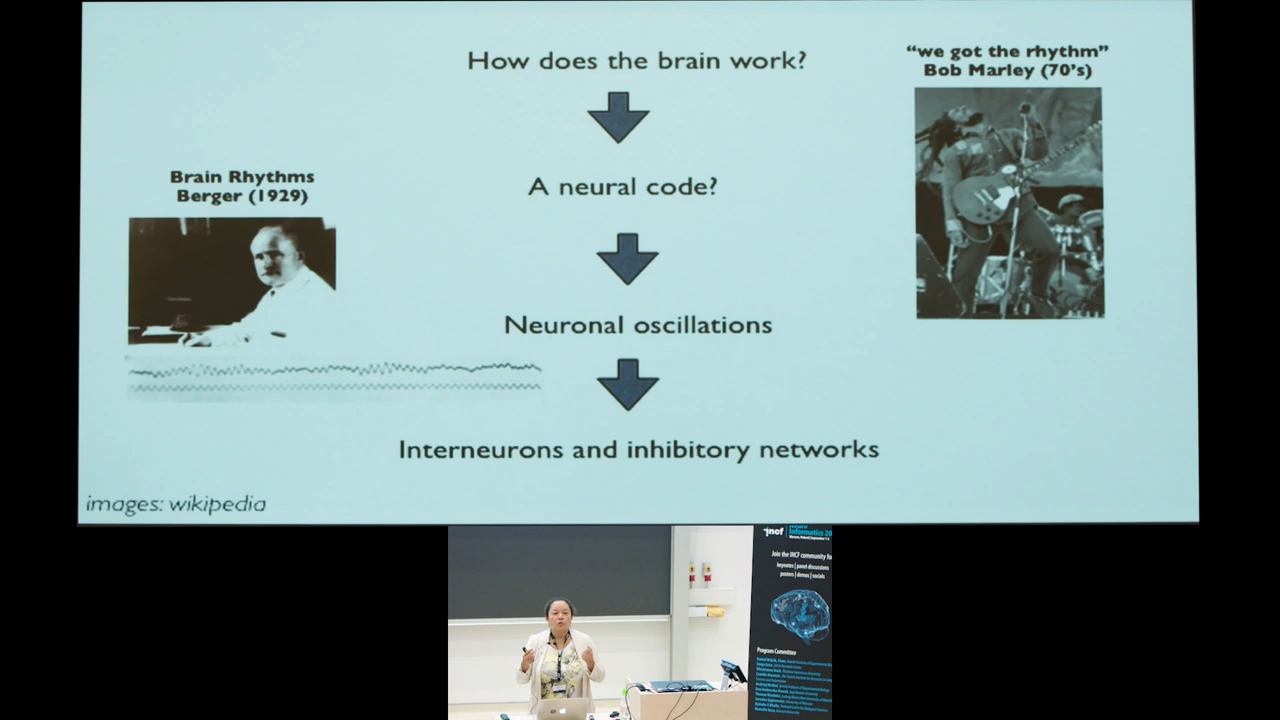 How does the brain work?
“we got the rhythm”
Bob Marley (70's)
A neural code?
Brain Rhythms
Berger (1929)
Neuronal oscillations
Interneurons and inhibitory networks
images: wikipedia
incf
Informatics 20
Join the INCF community for
keynotes | panel discussions
posters | demos | socials
Program Committee